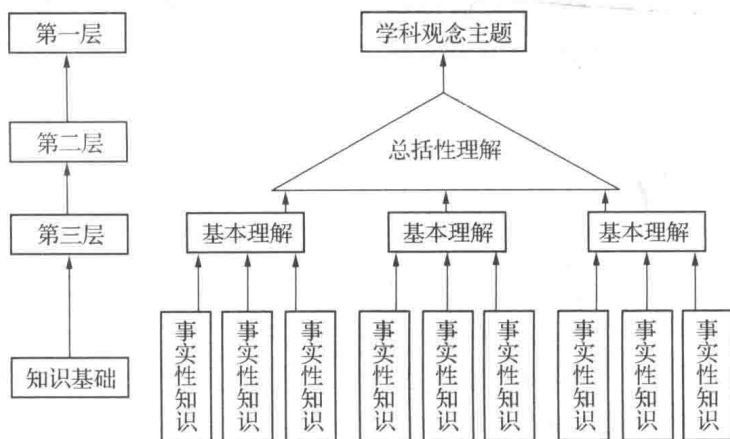 第一层
学科观念主题
第二层
总括性理解
第三层
基本理解
基本理解
基本理解
知识基础
事实性知识
事实性知识
事实性知识
事实性知识
事实性知识
事实性知识
事实性知识
事实性知识
事实性知识